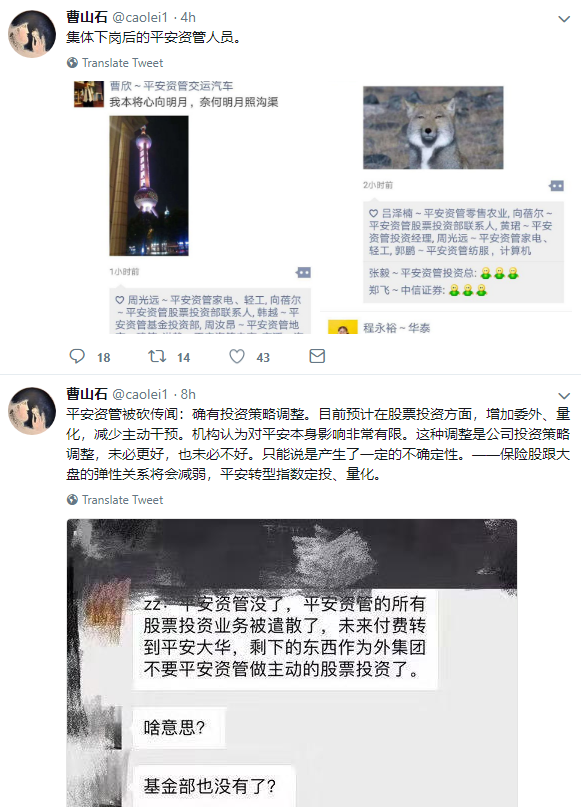 曹山石 @caolei1 · 4h
集体下岗后的平安资管人员。
Translate Tweet
曹欣～平安资管交运汽车
我本将心向明月，奈何明月照沟渠
1小时前
周光远～平安资管家电、轻工, 向蓓尔～
平安资管股票投资部联系人, 韩越～平
安资管基金投资部, 周汝昂～平安资管地
2小时前
吕泽楠～平安资管零售农业, 向蓓尔～
平安资管股票投资部联系人, 黄珺～平安
资管投资经理, 周光远～平安资管家电、
轻工, 郭鹏～平安资管纺服，计算机
张毅～平安资管投资总:
郑飞～中信证券:
程永裕～华泰
18 14 43
曹山石 @caolei1 · 8h
平安资管被砍传闻：确有投资策略调整。目前预计在股票投资方面，增加委外、量
化，减少主动干预。机构认为对平安本身影响非常有限。这种调整是公司投资策略
调整，未必更好，也未必不好。只能说是产生了一定的不确定性。——保险股跟大
盘的弹性关系将会减弱，平安转型指数定投、量化。
Translate Tweet
zz：平安资管没了，平安资管的所有
股票投资业务被遣散了，未来付费转
到平安大华，剩下的东西作为外集团
不要平安资管做主动的股票投资了。
啥意思？
基金部也没有了？